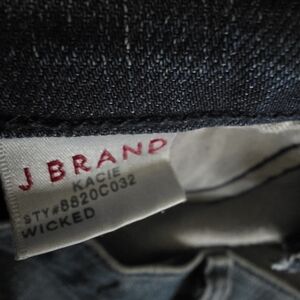 J BRAND
KACIE
STY#8820C032
WICKED